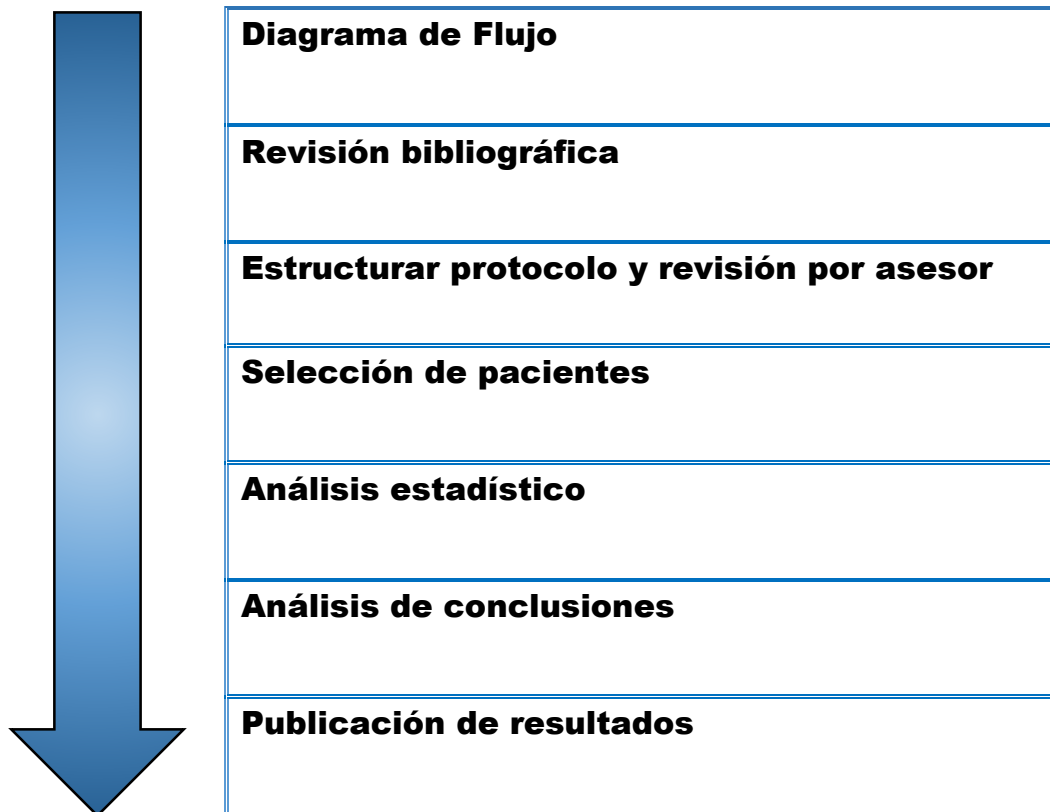 Diagrama de Flujo
Revisión bibliográfica
Estructurar protocolo y revisión por asesor
Selección de pacientes
Análisis estadístico
Análisis de conclusiones
Publicación de resultados